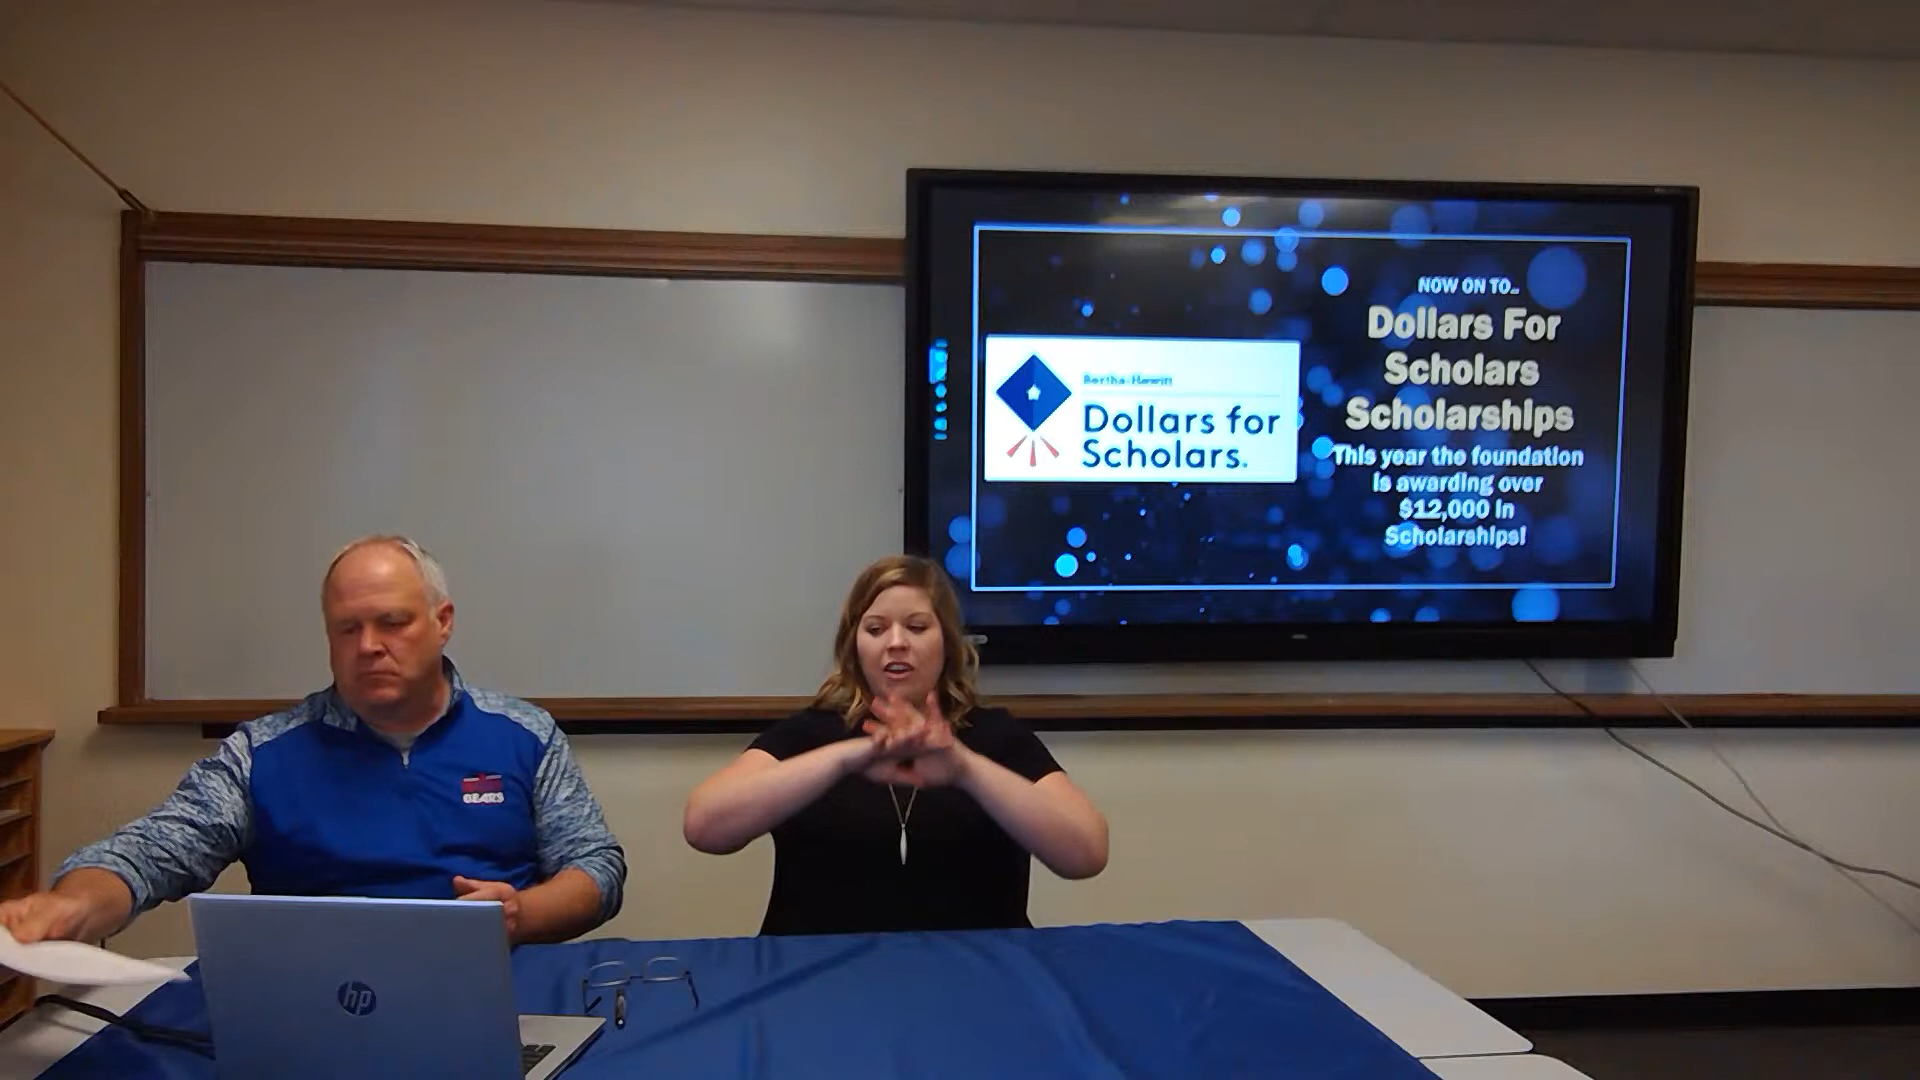 NOW ON TO..
Dollars For
Scholars
Scholarships
This year the foundation
is awarding over
$12,000 in
Scholarships!
Bertha-Hewitt
Dollars for
Scholars.
BEARS
hp